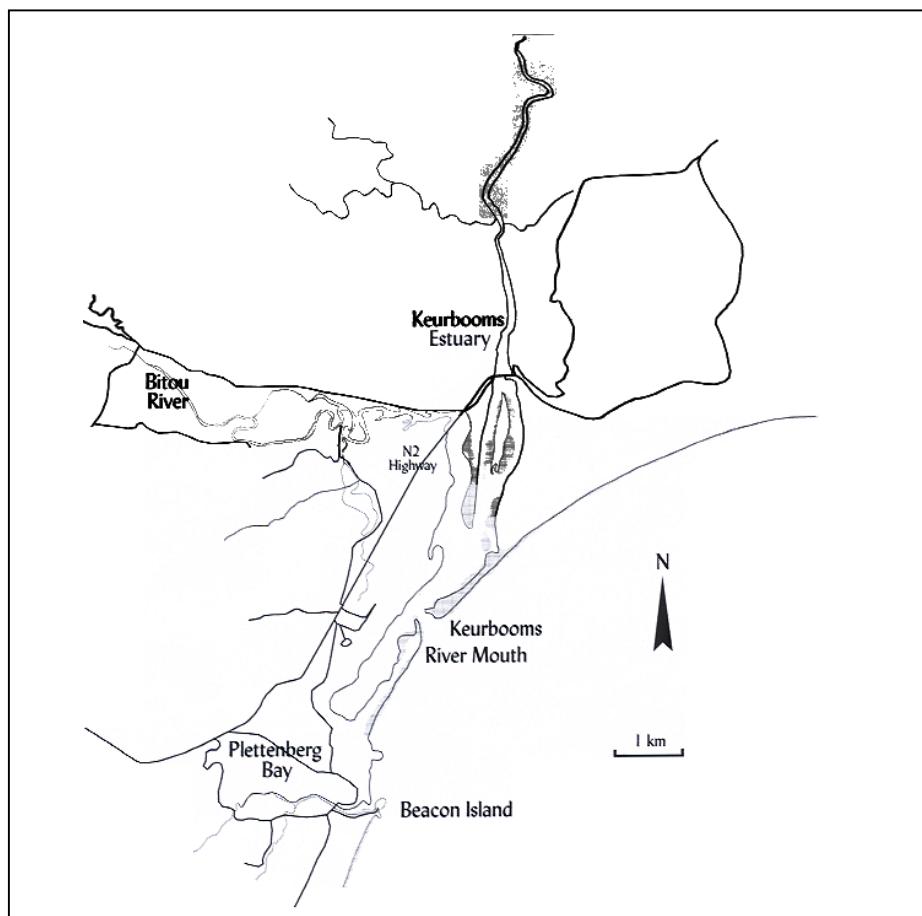 Keurbooms
Estuary
Bitou
River
N2
Highway
N
Keurbooms
River Mouth
1 km
Plettenberg
Bay
Beacon Island